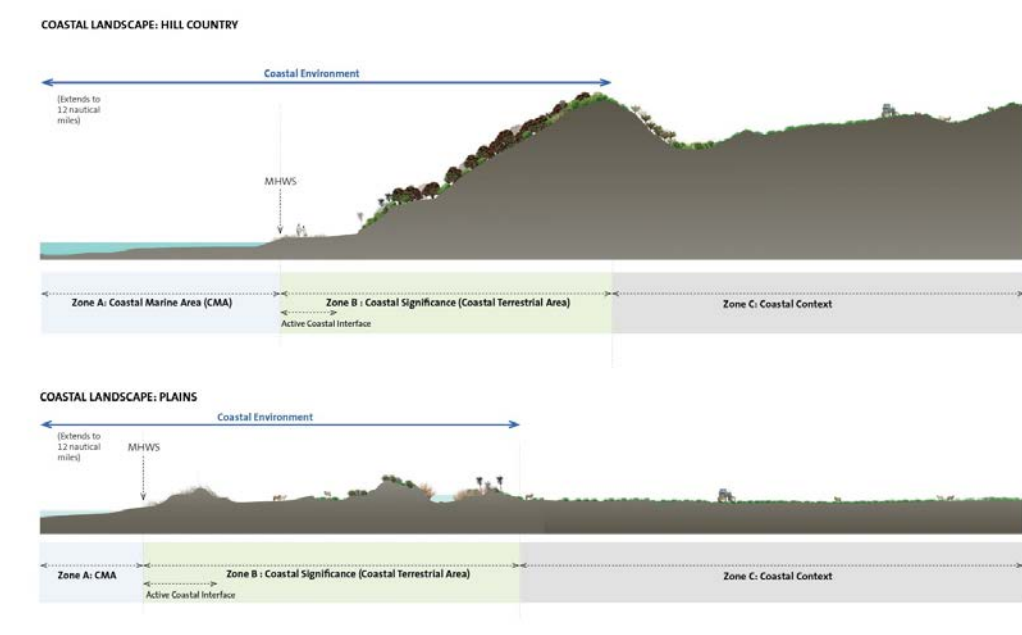 COASTAL LANDSCAPE: HILL COUNTRY
Coastal Environment
(Extends to
12 nautical
miles)
MHWS
Zone A: Coastal Marine Area (CMA)
Zone B : Coastal Significance (Coastal Terrestrial Area)
Zone C: Coastal Context
Active Coastal Interface
COASTAL LANDSCAPE: PLAINS
Coastal Environment
(Extends to
12 nautical
miles)
MHWS
Zone A: CMA
Zone B : Coastal Significance (Coastal Terrestrial Area)
Zone C: Coastal Context
Active Coastal Interface